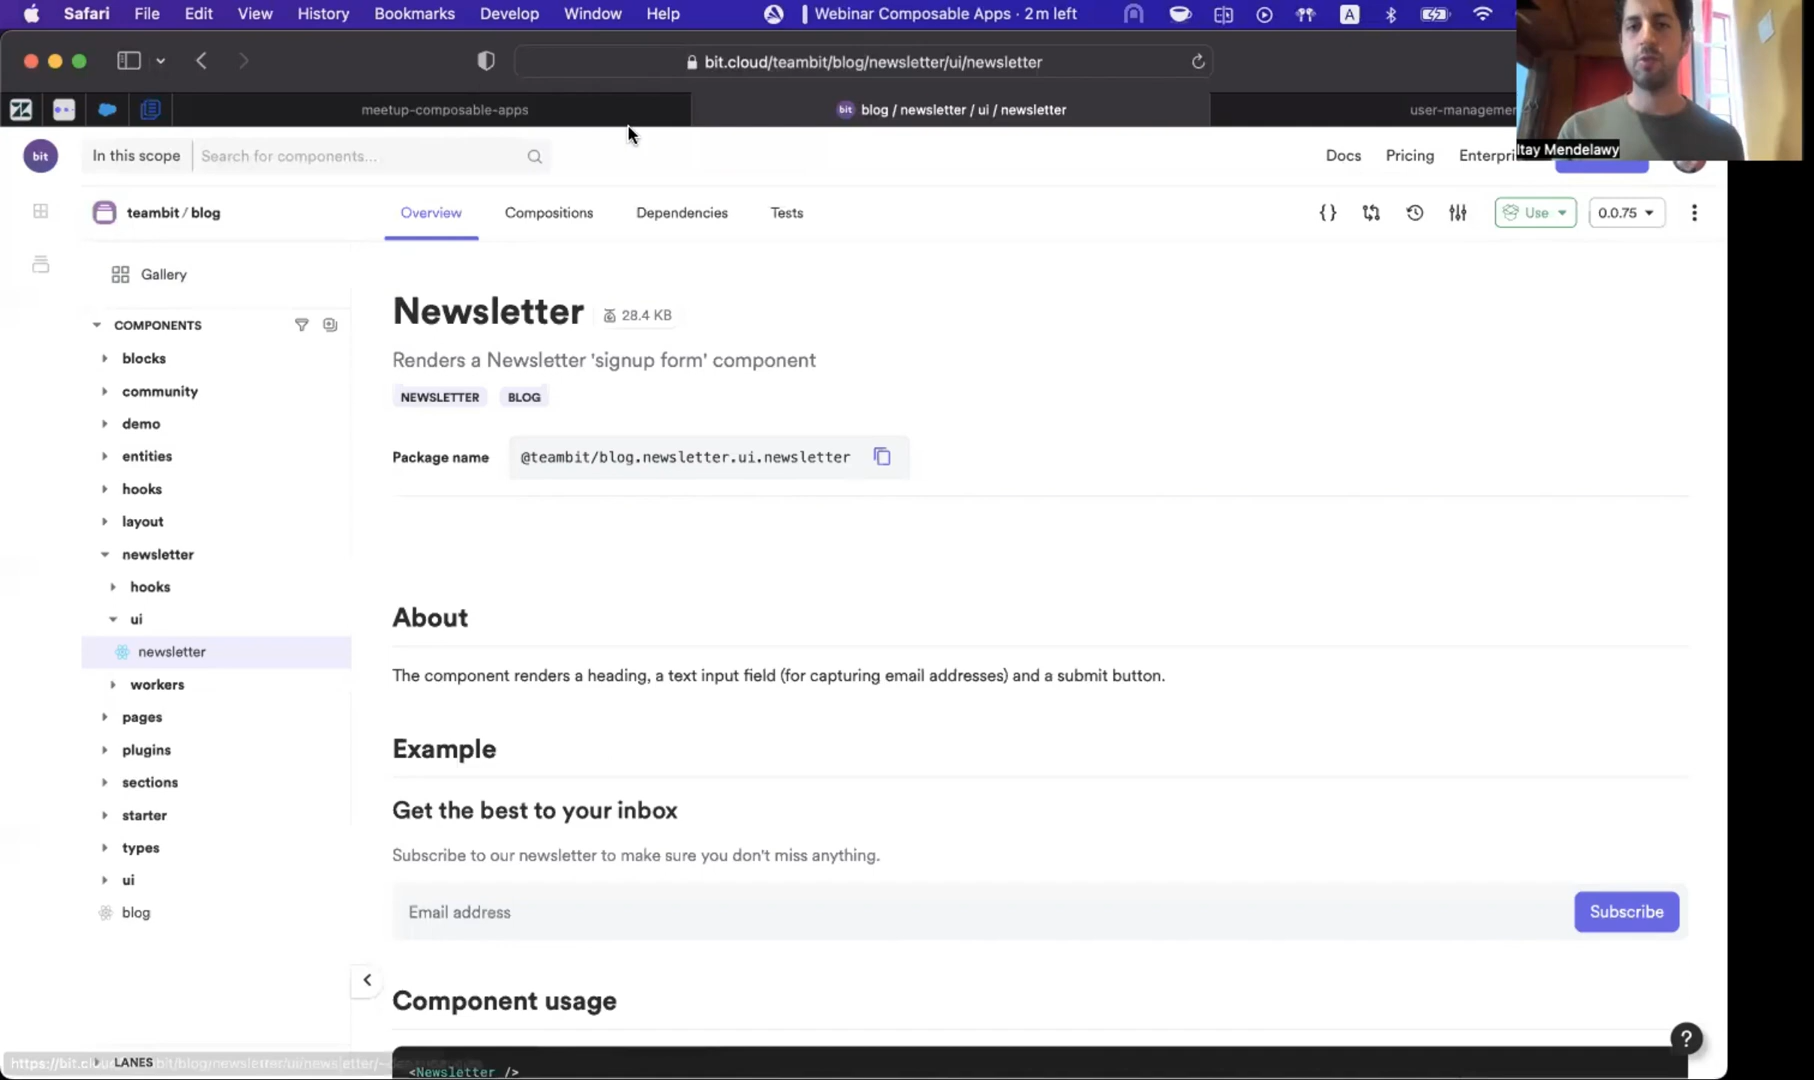 Safari File Edit View History Bookmarks Develop Window Help Webinar Composable Apps · 2 m left A
bit.cloud/teambit/blog/newsletter/ui/newsletter
meetup-composable-apps
bit blog / newsletter / ui / newsletter
user-managemen
Itay Mendelawy
bit In this scope Search for components... Docs Pricing Enterpri
teambit / blog Overview Compositions Dependencies Tests { } Use 0.0.75
Gallery
COMPONENTS
blocks
community
demo
entities
hooks
layout
newsletter
hooks
ui
newsletter
workers
pages
plugins
sections
starter
types
ui
blog
LANES
Newsletter 28.4 KB
Renders a Newsletter 'signup form' component
NEWSLETTER BLOG
Package name @teambit/blog.newsletter.ui.newsletter
About
The component renders a heading, a text input field (for capturing email addresses) and a submit button.
Example
Get the best to your inbox
Subscribe to our newsletter to make sure you don't miss anything.
Email address Subscribe
Component usage
<Newsletter />
?